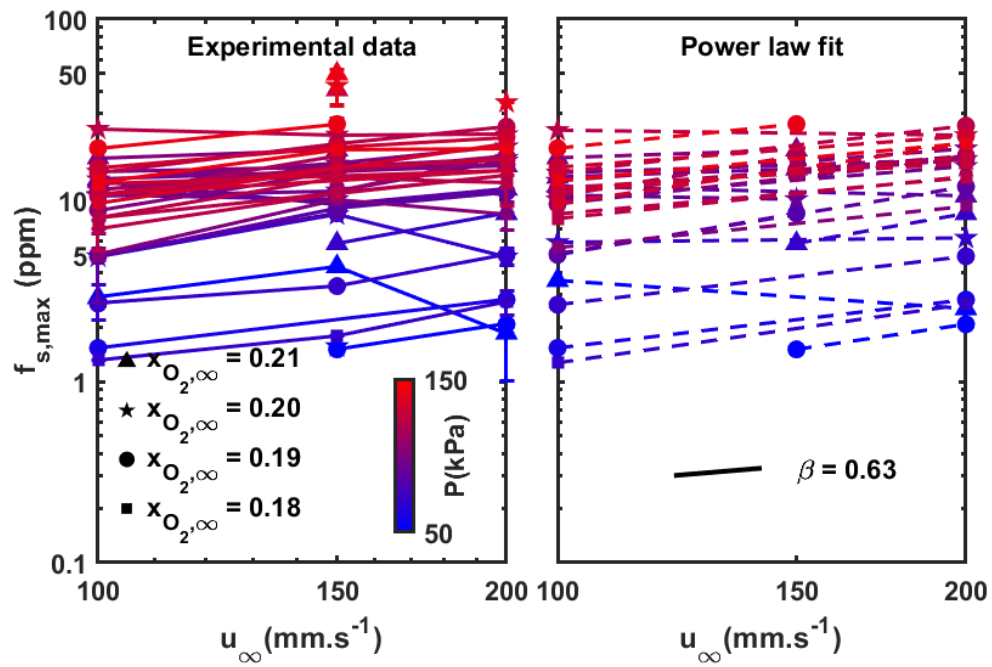 Experimental data
Power law fit
100
50
10
5
1
0.1
f_s,max (ppm)
x_O₂,∞ = 0.21
x_O₂,∞ = 0.20
x_O₂,∞ = 0.19
x_O₂,∞ = 0.18
150
P(kPa)
50
β = 0.63
100 150 200
100 150 200
u_∞(mm.s⁻¹)
u_∞(mm.s⁻¹)